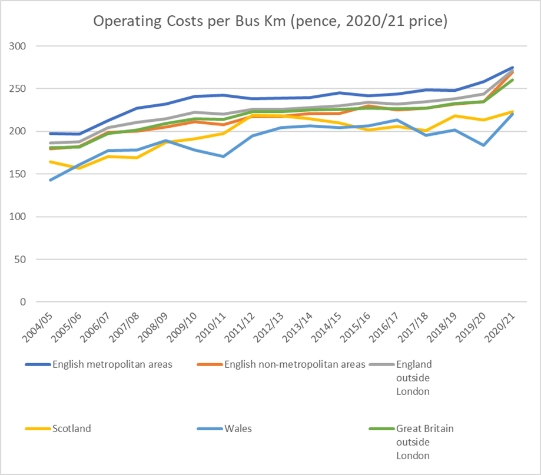 Operating Costs per Bus Km (pence, 2020/21 price)
300
250
200
150
100
50
0
2004/05
2005/06
2006/07
2007/08
2008/09
2009/10
2010/11
2011/12
2012/13
2013/14
2014/15
2015/16
2016/17
2017/18
2018/19
2019/20
2020/21
English metropolitan areas
English non-metropolitan areas
England
outside
London
Scotland
Wales
Great Britain
outside
London